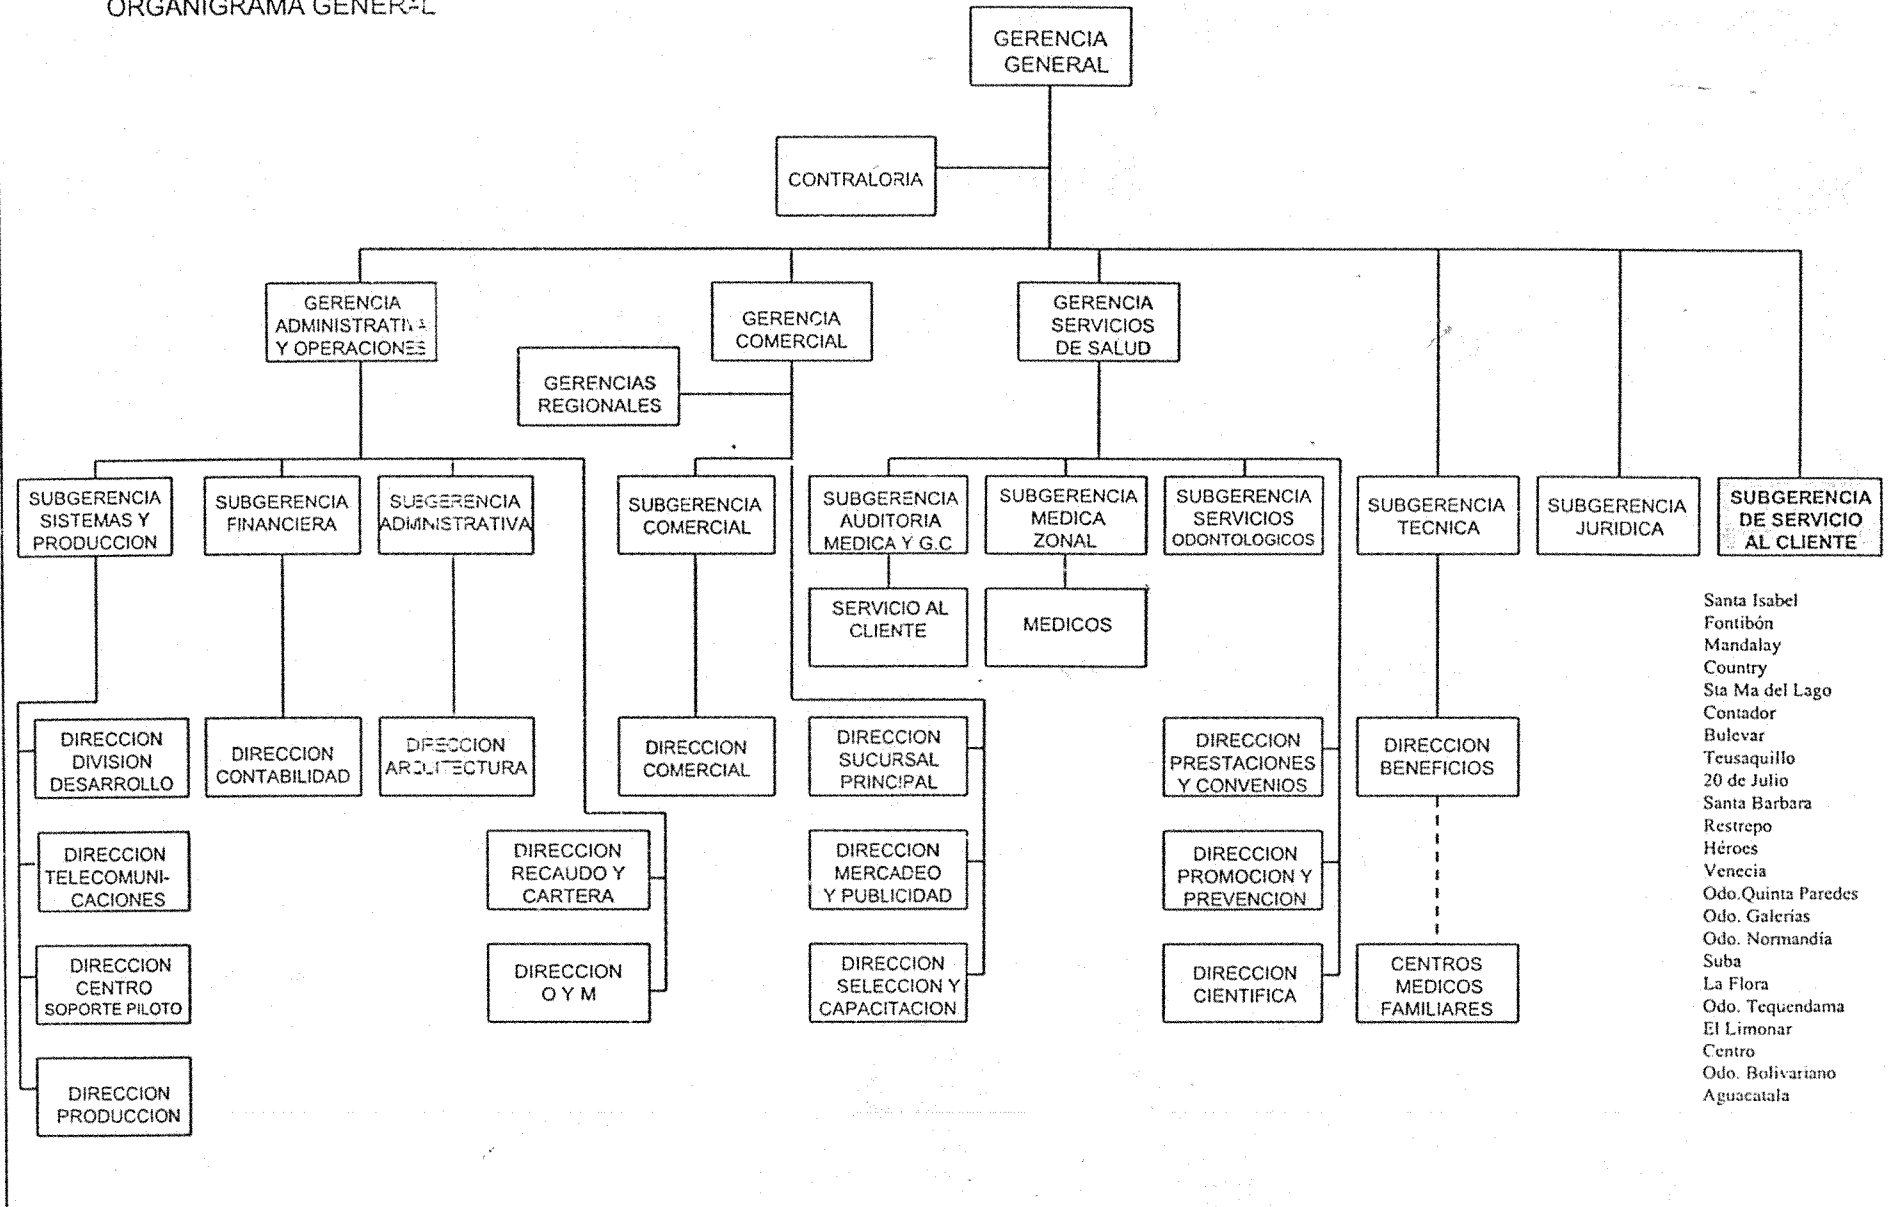 ORGANIGRAMA GENERAL
GERENCIA
GENERAL
CONTRALORIA
GERENCIA
ADMINISTRATIVA
Y OPERACIONES
GERENCIA
COMERCIAL
GERENCIA
SERVICIOS
DE SALUD
GERENCIAS
REGIONALES
SUBGERENCIA
SISTEMAS Y
PRODUCCION
SUBGERENCIA
FINANCIERA
SUBGERENCIA
ADMINISTRATIVA
SUBGERENCIA
COMERCIAL
SUBGERENCIA
AUDITORIA
MEDICA Y G.C
SUBGERENCIA
MEDICA
ZONAL
SUBGERENCIA
SERVICIOS
ODONTOLOGICOS
SUBGERENCIA
TECNICA
SUBGERENCIA
JURIDICA
SUBGERENCIA
DE SERVICIO
AL CLIENTE
SERVICIO AL
CLIENTE
MEDICOS
DIRECCION
DIVISION
DESARROLLO
DIRECCION
CONTABILIDAD
DIRECCION
ARQUITECTURA
DIRECCION
COMERCIAL
DIRECCION
SUCURSAL
PRINCIPAL
DIRECCION
PRESTACIONES
Y CONVENIOS
DIRECCION
BENEFICIOS
DIRECCION
TELECOMUNI-
CACIONES
DIRECCION
RECAUDO Y
CARTERA
DIRECCION
MERCADEO
Y PUBLICIDAD
DIRECCION
PROMOCION Y
PREVENCION
DIRECCION
CENTRO
SOPORTE PILOTO
DIRECCION
O Y M
DIRECCION
SELECCION Y
CAPACITACION
DIRECCION
CIENTIFICA
CENTROS
MEDICOS
FAMILIARES
DIRECCION
PRODUCCION
Santa Isabel
Fontibón
Mandalay
Country
Sta Ma del Lago
Contador
Bulevar
Teusaquillo
20 de Julio
Santa Barbara
Restrepo
Héroes
Venecia
Odo.Quinta Paredes
Odo. Galerías
Odo. Normandía
Suba
La Flora
Odo. Tequendama
El Limonar
Centro
Odo. Bolivariano
Aguacatala